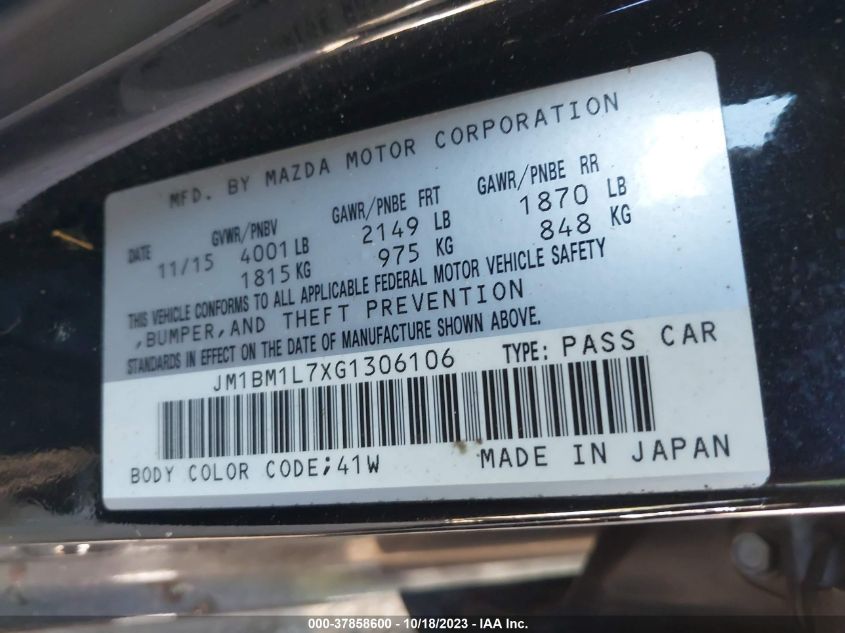 MFD. BY MAZDA MOTOR CORPORATION
DATE GVWR/PNBV GAWR/PNBE FRT GAWR/PNBE RR
11/15 4001 LB 2149 LB 1870 LB
1815 KG 975 KG 848 KG
THIS VEHICLE CONFORMS TO ALL APPLICABLE FEDERAL MOTOR VEHICLE SAFETY
,BUMPER,AND THEFT PREVENTION
STANDARDS IN EFFECT ON THE DATE OF MANUFACTURE SHOWN ABOVE.
JM1BM1L7XG1306106 TYPE: PASS CAR
BODY COLOR CODE;41W MADE IN JAPAN
000-37858600 - 10/18/2023 - IAA Inc.